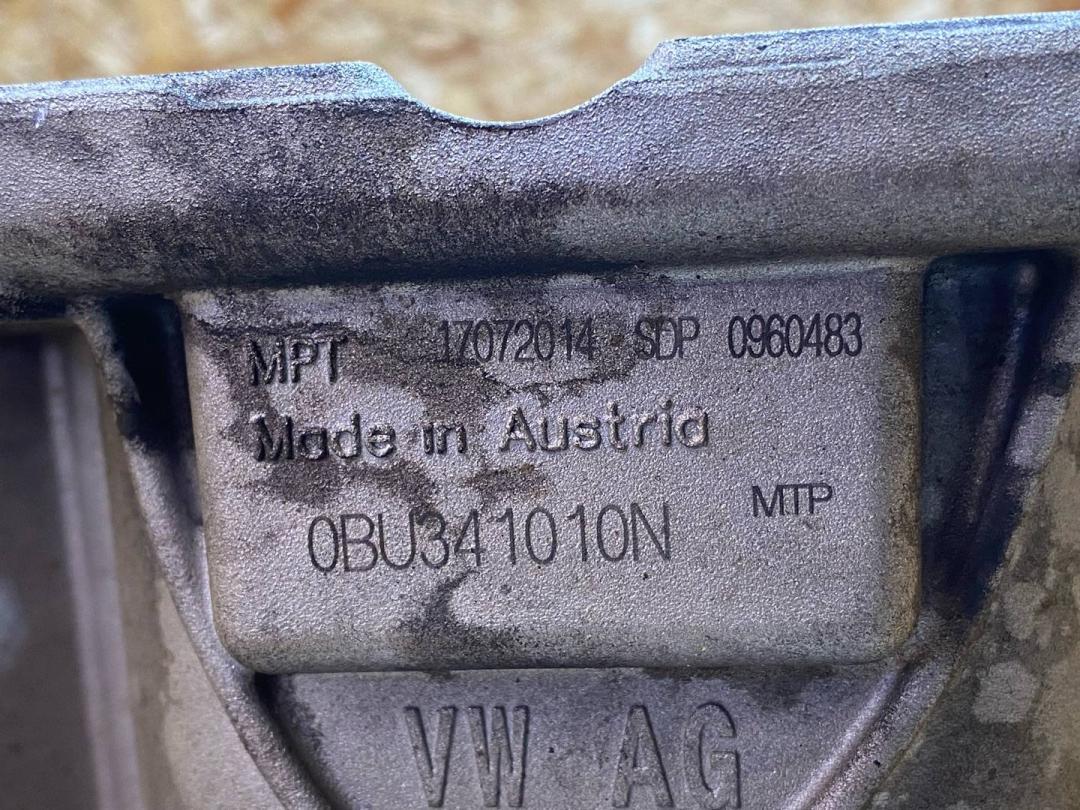 MPT 17072014 SDP 0960483
Made in Austria
0BU341010N MTP
VW AG